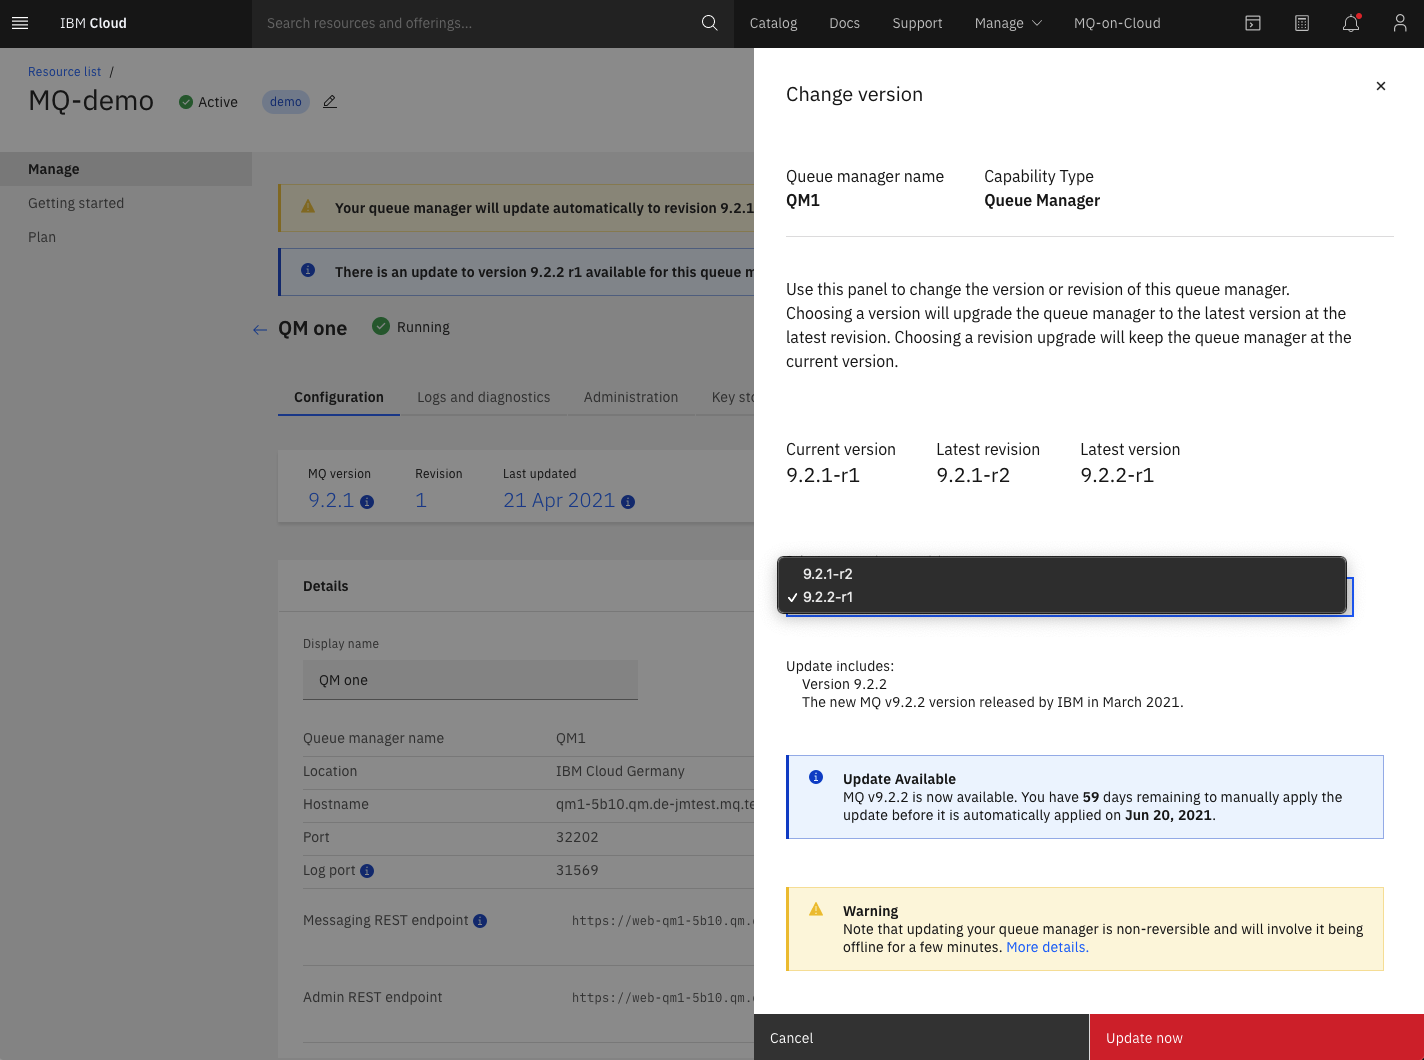 IBM Cloud
Search resources and offerings...
Catalog
Docs
Support
Manage
MQ-on-Cloud
Resource list /
MQ-demo
Active
demo
Manage
Getting started
Plan
Your queue manager will update automatically to revision 9.2.1
There is an update to version 9.2.2 r1 available for this queue m
QM one
Running
Configuration
Logs and diagnostics
Administration
Key sto
MQ version
Revision
Last updated
9.2.1
1
21 Apr 2021
Details
Display name
QM one
Queue manager name QM1
Location IBM Cloud Germany
Hostname qm1-5b10.qm.de-jmtest.mq.te
Port 32202
Log port 31569
Messaging REST endpoint https://web-qm1-5b10.qm.
Admin REST endpoint https://web-qm1-5b10.qm.
Change version
Queue manager name
QM1
Capability Type
Queue Manager
Use this panel to change the version or revision of this queue manager.
Choosing a version will upgrade the queue manager to the latest version at the
latest revision. Choosing a revision upgrade will keep the queue manager at the
current version.
Current version
9.2.1-r1
Latest revision
9.2.1-r2
Latest version
9.2.2-r1
9.2.1-r2
✓ 9.2.2-r1
Update includes:
Version 9.2.2
The new MQ v9.2.2 version released by IBM in March 2021.
Update Available
MQ v9.2.2 is now available. You have 59 days remaining to manually apply the
update before it is automatically applied on Jun 20, 2021.
Warning
Note that updating your queue manager is non-reversible and will involve it being
offline for a few minutes. More details.
Cancel
Update now